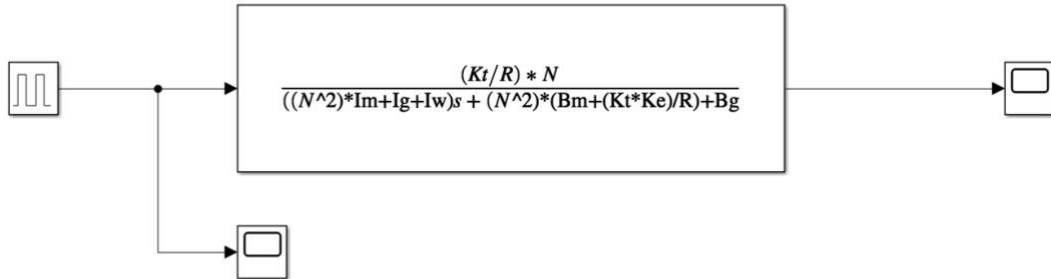 (Kt/R) * N
((N^2)*Im+Ig+Iw)s + (N^2)*(Bm+(Kt*Ke)/R)+Bg